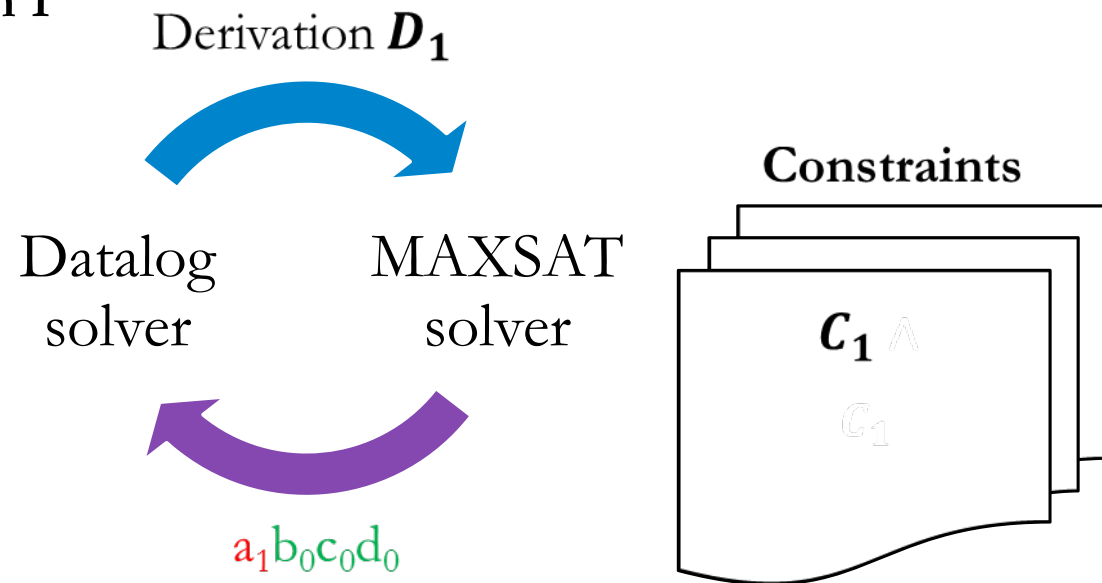 Derivation D₁
Constraints
Datalog
solver
MAXSAT
solver
C₁ ∧
C₁
a₁b₀c₀d₀